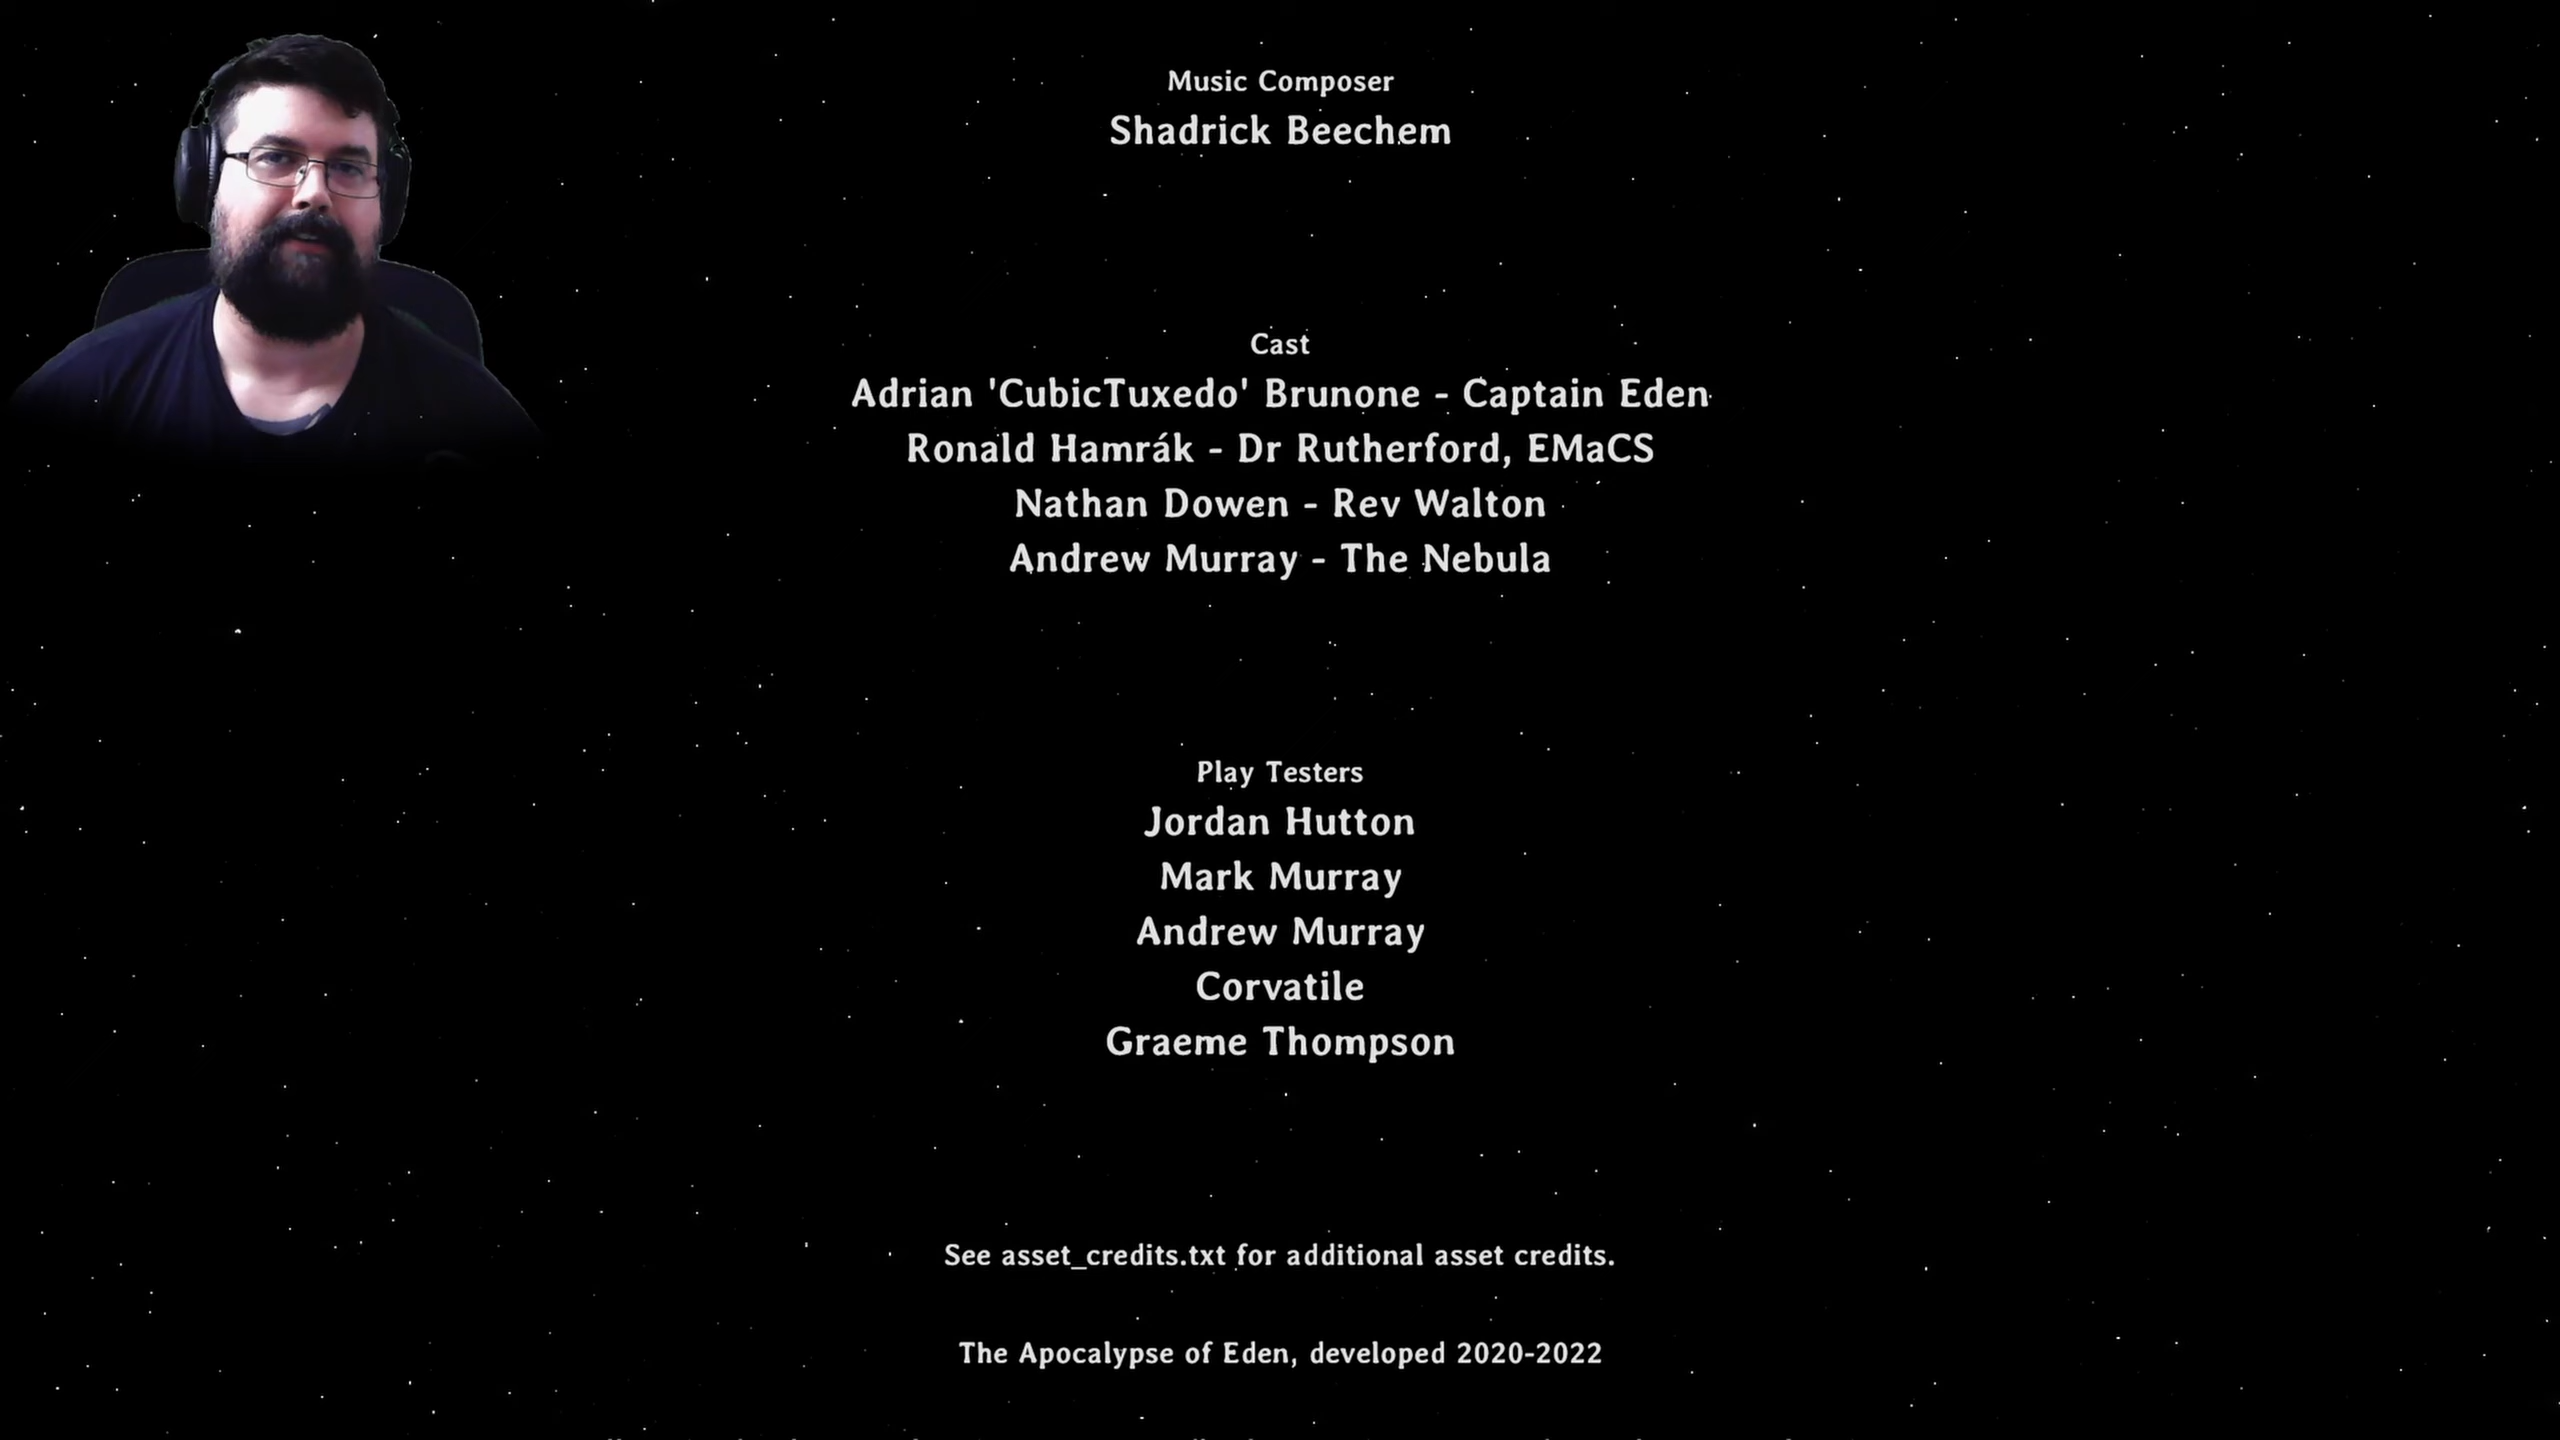 Music Composer
Shadrick Beechem
Cast
Adrian 'CubicTuxedo' Brunone - Captain Eden
Ronald Hamrák - Dr Rutherford, EMaCS
Nathan Dowen - Rev Walton
Andrew Murray - The Nebula
Play Testers
Jordan Hutton
Mark Murray
Andrew Murray
Corvatile
Graeme Thompson
See asset_credits.txt for additional asset credits.
The Apocalypse of Eden, developed 2020-2022